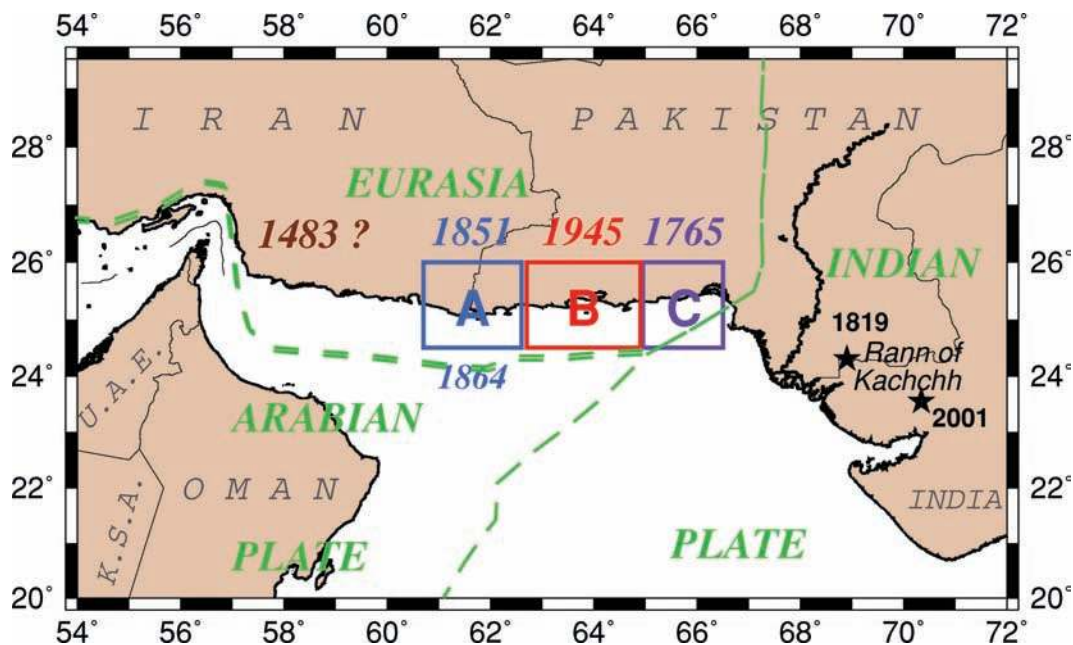 54° 56° 58° 60° 62° 64° 66° 68° 70° 72°
I R A N
P A K I S T A N
28° 28°
EURASIA
1483 ?
1851
1945
1765
26° 26°
INDIAN
A
B
C
1819
Rann of
Kachchh
24° 24°
1864
2001
U.A.E.
ARABIAN
22° 22°
O M A N
INDIA
K.S.A.
PLATE
PLATE
20° 20°
54° 56° 58° 60° 62° 64° 66° 68° 70° 72°